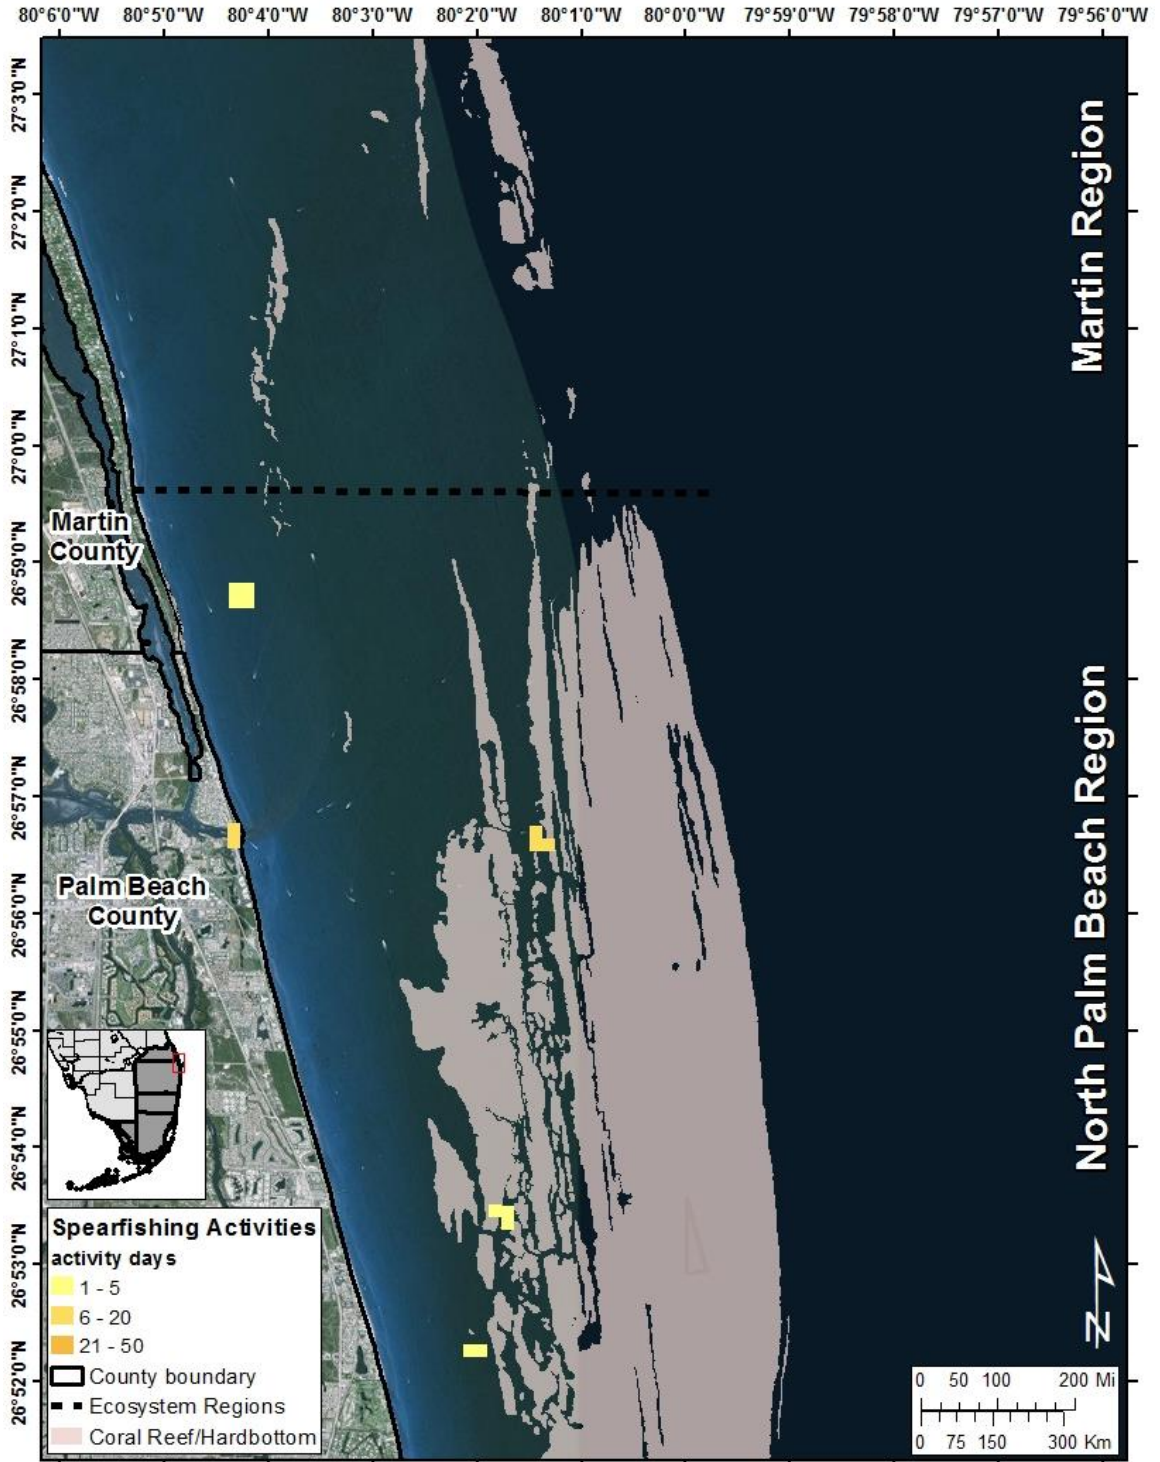 80°6'0"W 80°5'0"W 80°4'0"W 80°3'0"W 80°2'0"W 80°1'0"W 80°0'0"W 79°59'0"W 79°58'0"W 79°57'0"W 79°56'0"W
27°3'0"N
27°2'0"N
27°1'0"N
27°0'0"N
26°59'0"N
26°58'0"N
26°57'0"N
26°56'0"N
26°55'0"N
26°54'0"N
26°53'0"N
26°52'0"N
Martin Region
North Palm Beach Region
Martin
County
Palm Beach
County
Spearfishing Activities
activity days
1 - 5
6 - 20
21 - 50
County boundary
Ecosystem Regions
Coral Reef/Hardbottom
N
0 50 100 200 Mi
0 75 150 300 Km